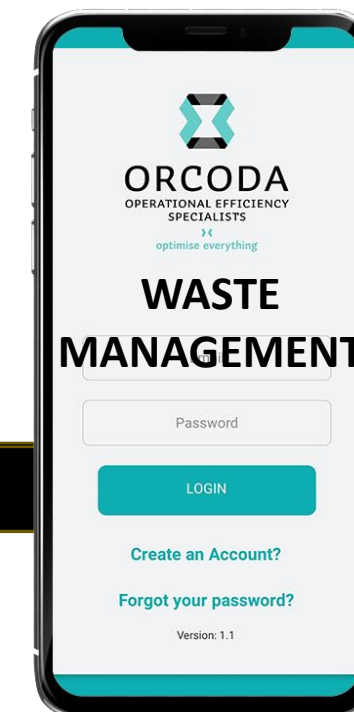 ORCODA
OPERATIONAL EFFICIENCY
SPECIALISTS
optimise everything
WASTE
MANAGEMENT
Password
LOGIN
Create an Account?
Forgot your password?
Version: 1.1